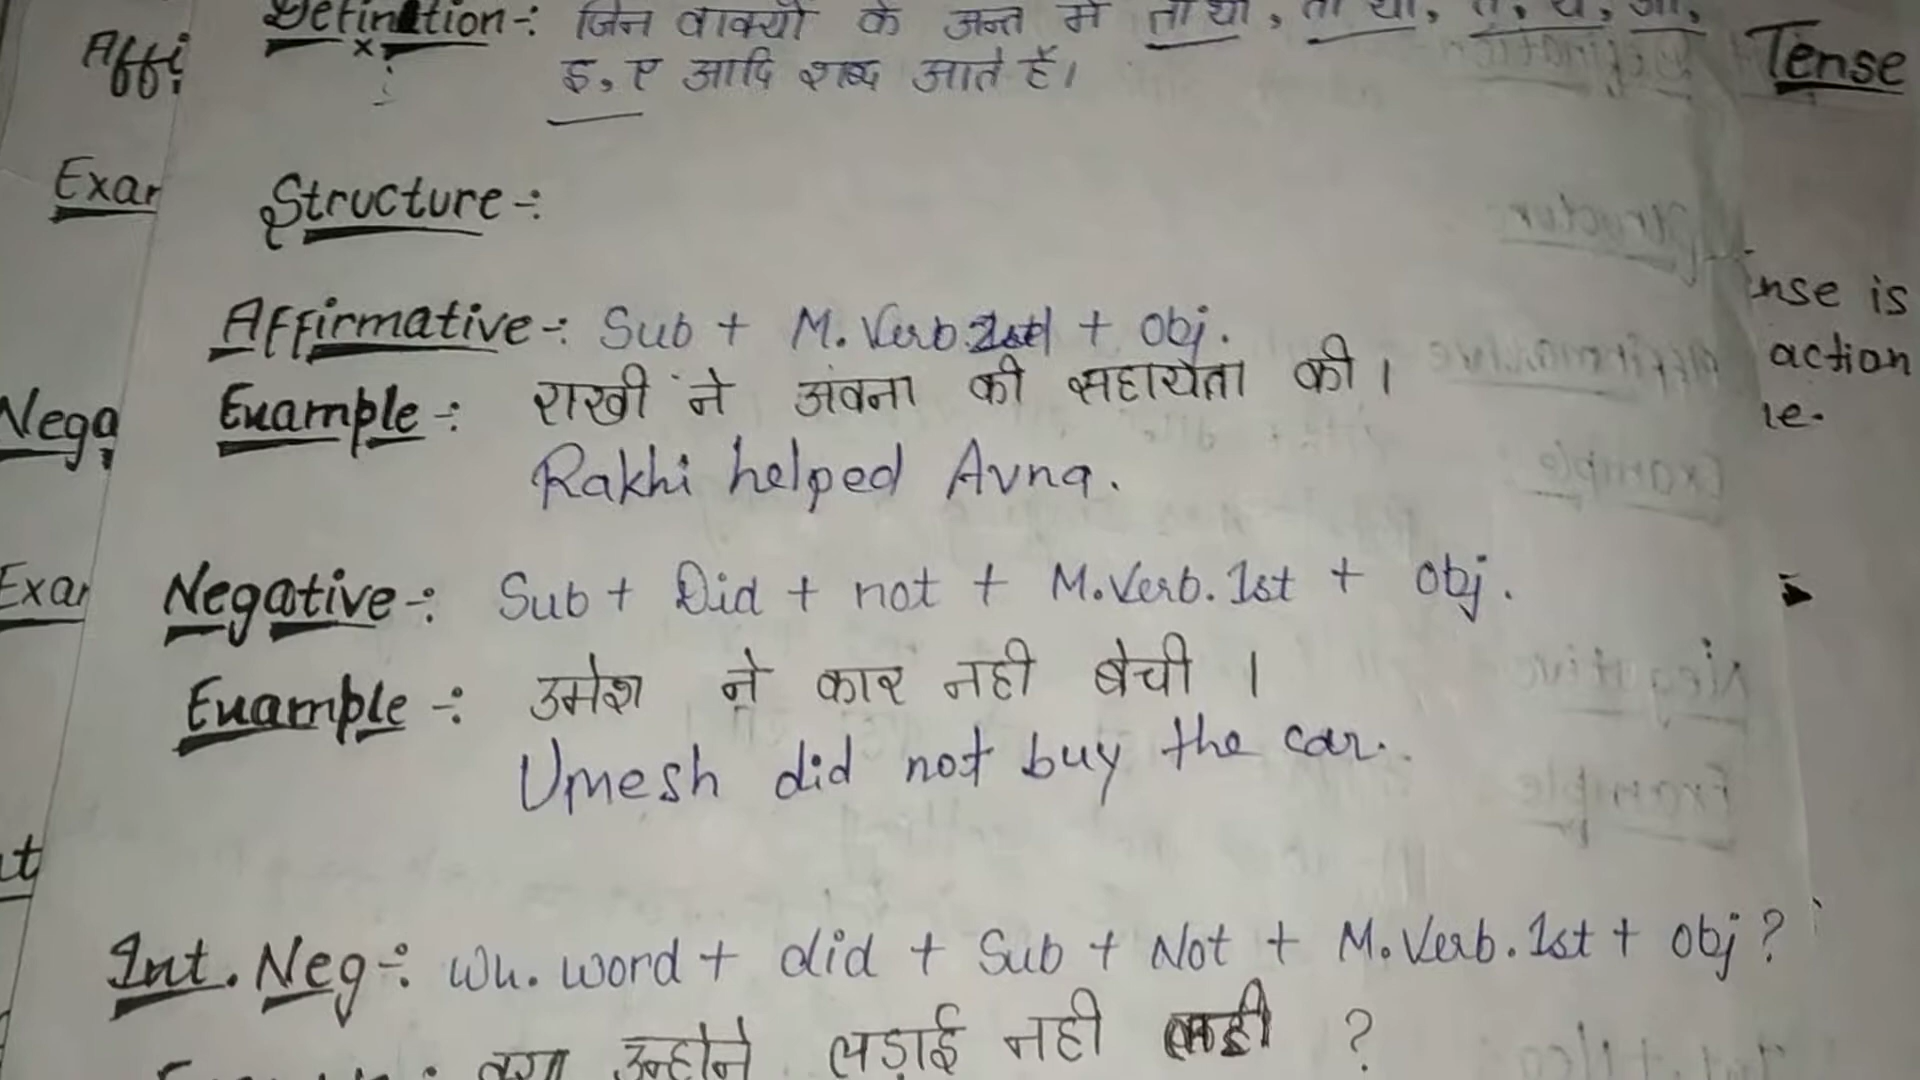 Definition -: जिन वाक्यों के अन्त में ता था,
इ, ए आदि शब्द आते हैं।
Tense
Affi
Exar
Structure -:
nse is
Affirmative -: Sub + M. Verb + Obj.
action
Example -: राखी ने अवना की सहायता की।
ie.
Nega
Rakhi helped Avna.
Negative -: Sub + Did + not + M.Verb. 1st + Obj.
Exar
Example -: उमेश ने कार नही बेची ।
Umesh did not buy the car.
t
Int. Neg -: Wh. word + did + Sub + Not + M.Verb. 1st + Obj ?
क्या उन्होंने लड़ाई नही ?